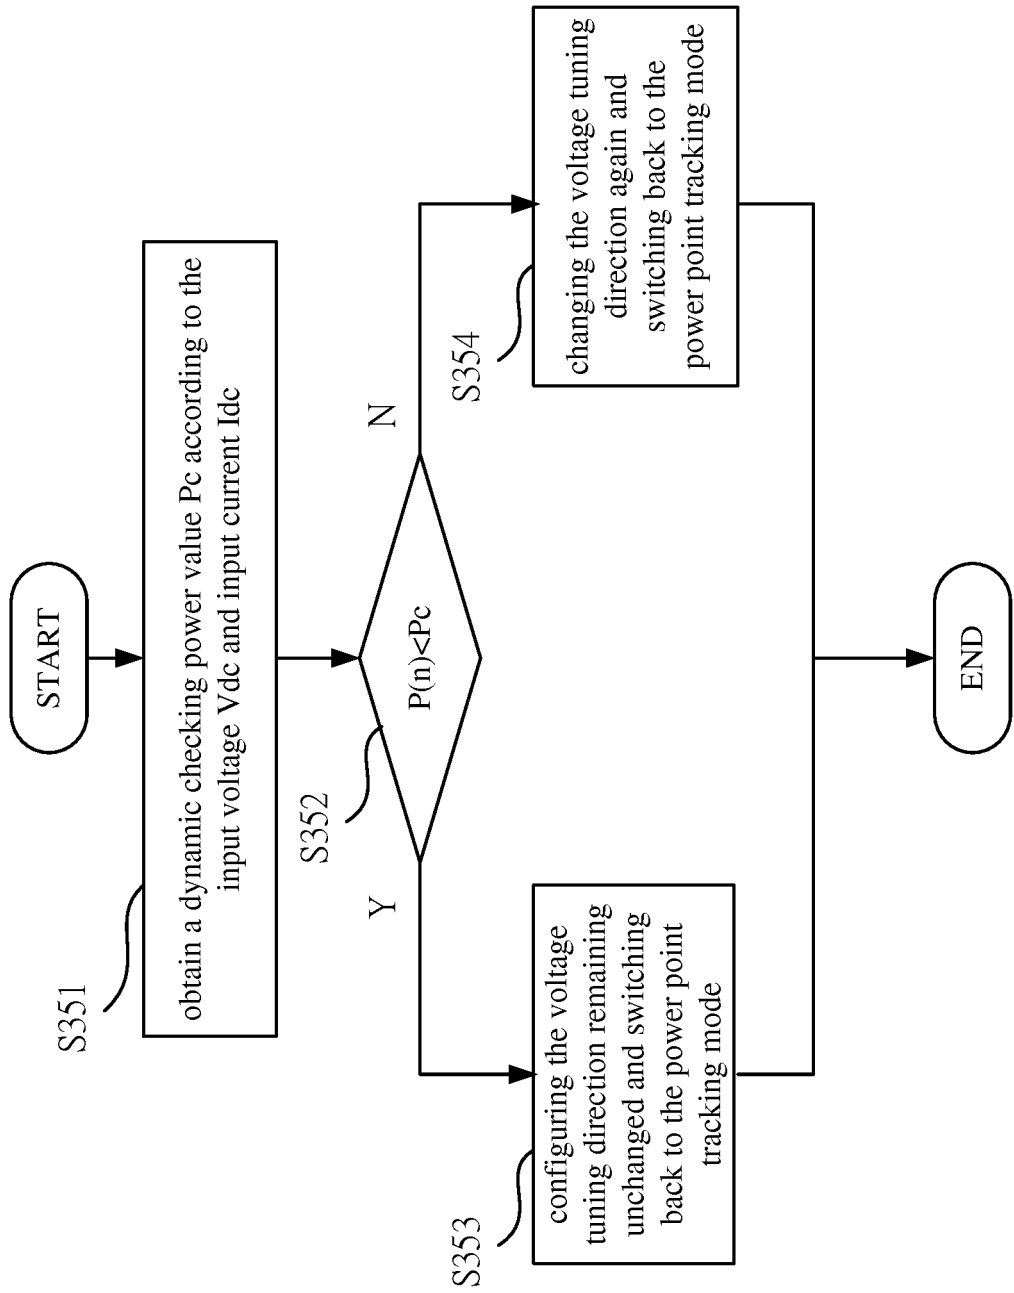 START
S351
obtain a dynamic checking power value Pc according to the
input voltage Vdc and input current Idc
S352
P(n)<Pc
Y
N
S353
configuring the voltage
tuning direction remaining
unchanged and switching
back to the power point
tracking mode
S354
changing the voltage tuning
direction again and
switching back to the
power point tracking mode
END